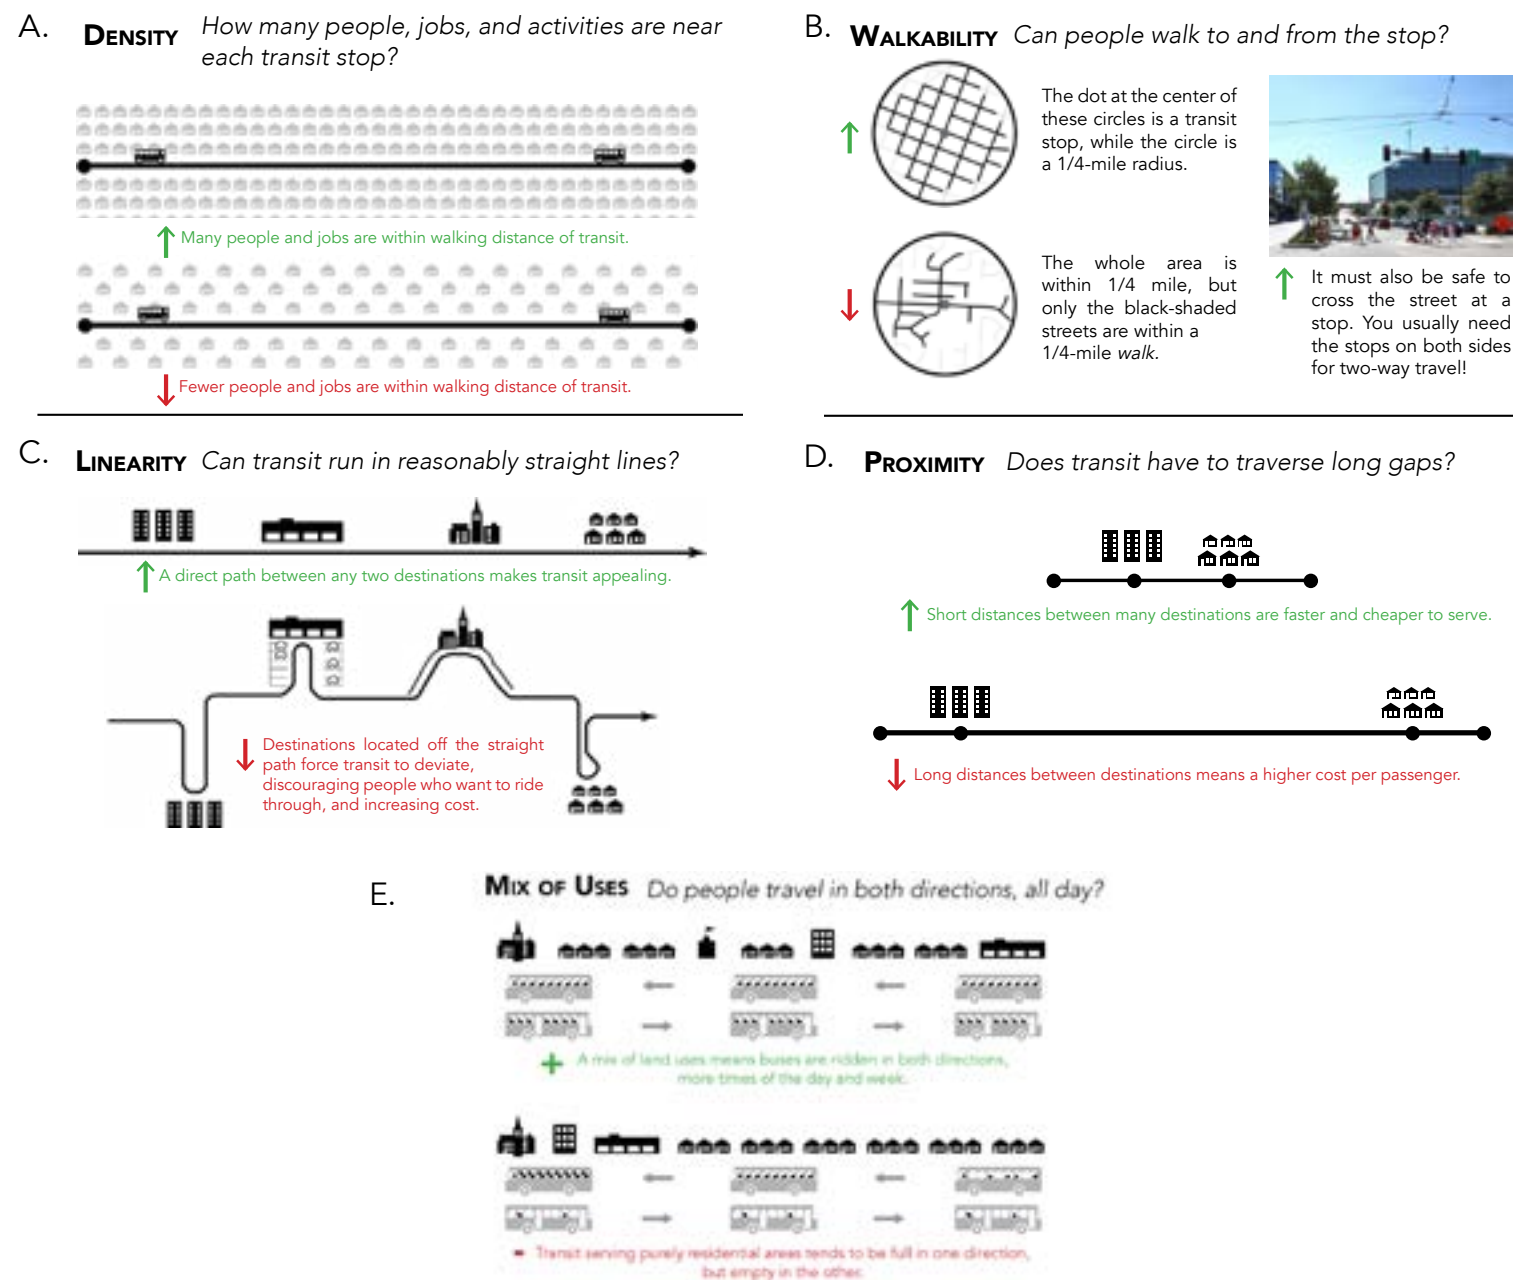 A. DENSITY How many people, jobs, and activities are near
each transit stop?
Many people and jobs are within walking distance of transit.
Fewer people and jobs are within walking distance of transit.
B. WALKABILITY Can people walk to and from the stop?
The dot at the center of
these circles is a transit
stop, while the circle is
a 1/4-mile radius.
The whole area is
within 1/4 mile, but
only the black-shaded
streets are within a
1/4-mile walk.
It must also be safe to
cross the street at a
stop. You usually need
the stops on both sides
for two-way travel!
C. LINEARITY Can transit run in reasonably straight lines?
A direct path between any two destinations makes transit appealing.
Destinations located off the straight
path force transit to deviate,
discouraging people who want to ride
through, and increasing cost.
D. PROXIMITY Does transit have to traverse long gaps?
Short distances between many destinations are faster and cheaper to serve.
Long distances between destinations means a higher cost per passenger.
E. MIX OF USES Do people travel in both directions, all day?
+ A mix of land uses means buses are ridden in both directions,
more times of the day and week.
- Transit serving purely residential areas tends to be full in one direction,
but empty in the other.